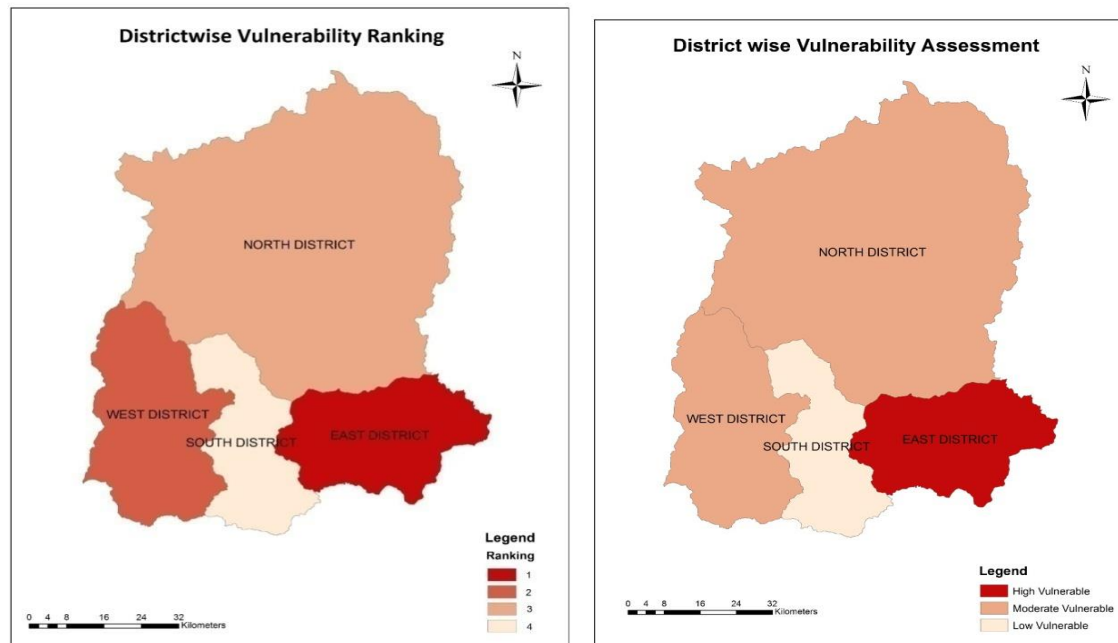 Districtwise Vulnerability Ranking
N
NORTH DISTRICT
WEST DISTRICT
SOUTH DISTRICT
EAST DISTRICT
Legend
Ranking
1
2
3
4
0 4 8 16 24 32
Kilometers
District wise Vulnerability Assessment
N
NORTH DISTRICT
WEST DISTRICT
SOUTH DISTRICT
EAST DISTRICT
Legend
High Vulnerable
Moderate Vulnerable
Low Vulnerable
0 4 8 16 24 32
Kilometers